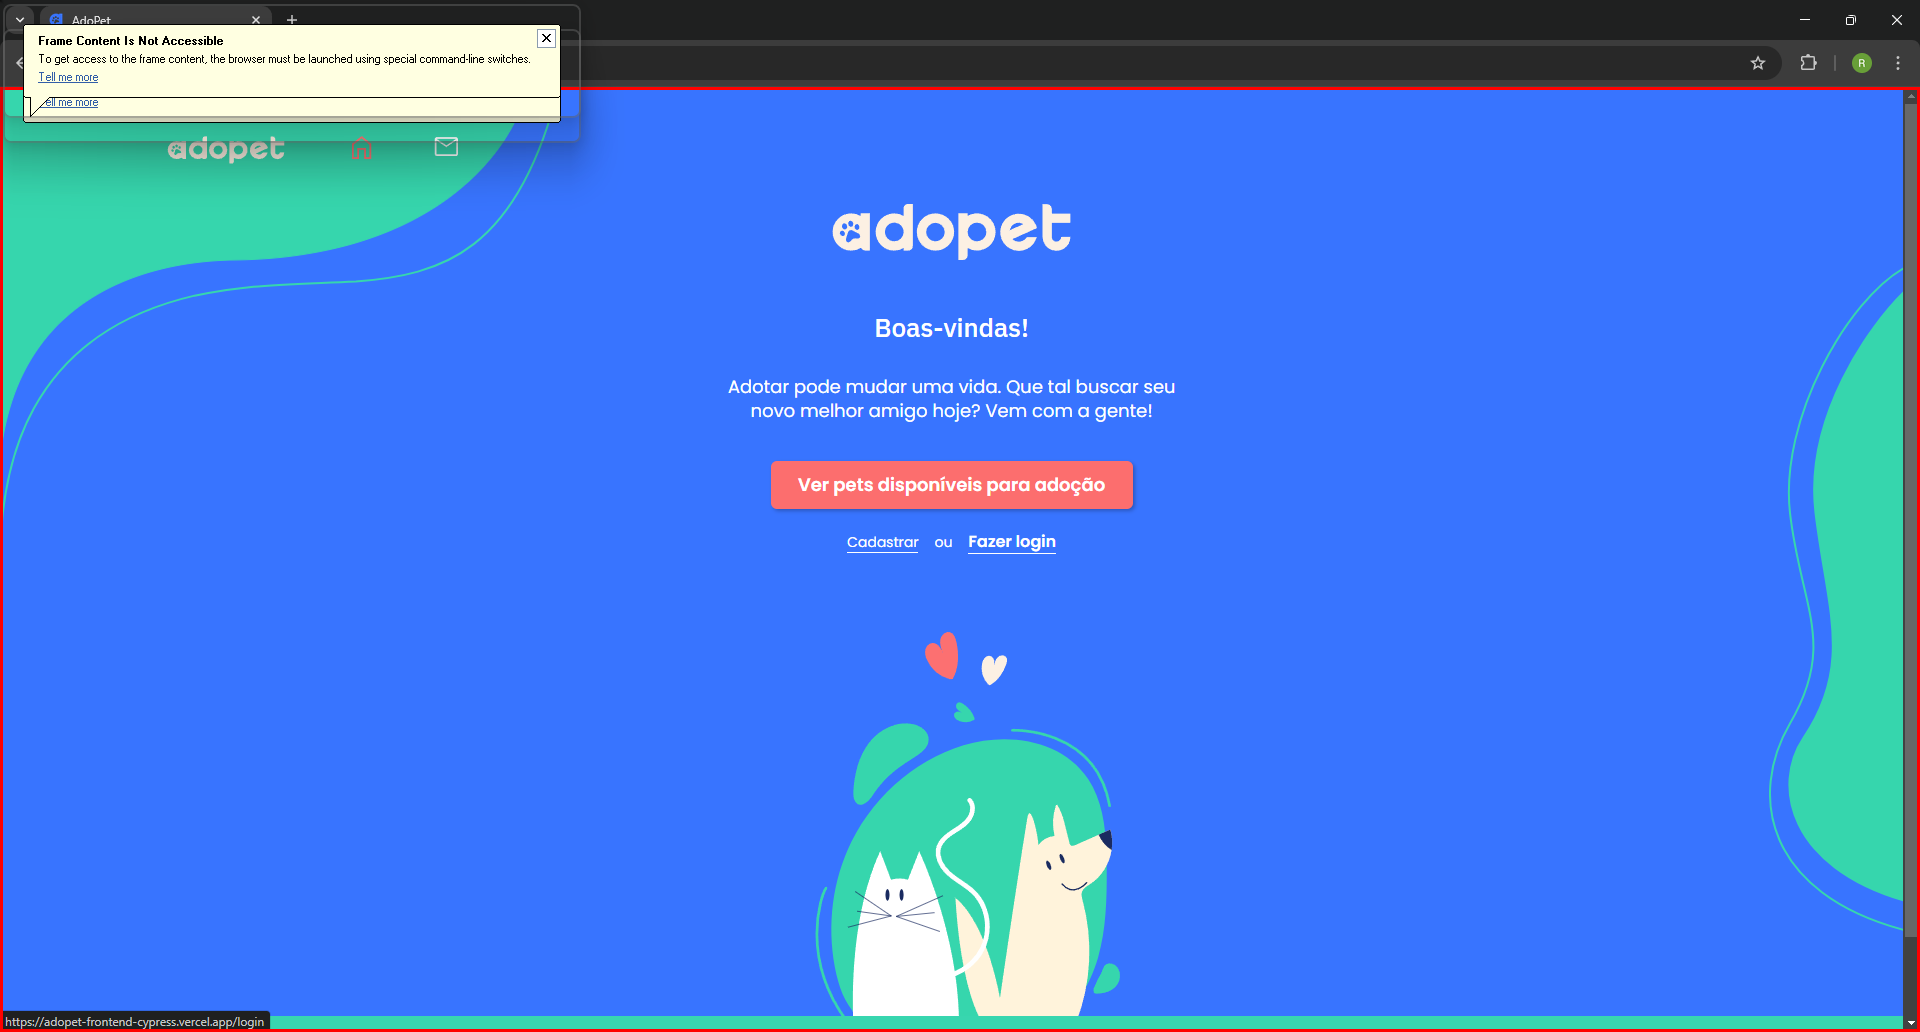 AdoPet
Frame Content Is Not Accessible
To get access to the frame content, the browser must be launched using special command-line switches.
Tell me more
ell me more
R
adopet
adopet
Boas-vindas!
Adotar pode mudar uma vida. Que tal buscar seu
novo melhor amigo hoje? Vem com a gente!
Ver pets disponíveis para adoção
Cadastrar ou Fazer login
https://adopet-frontend-cypress.vercel.app/login